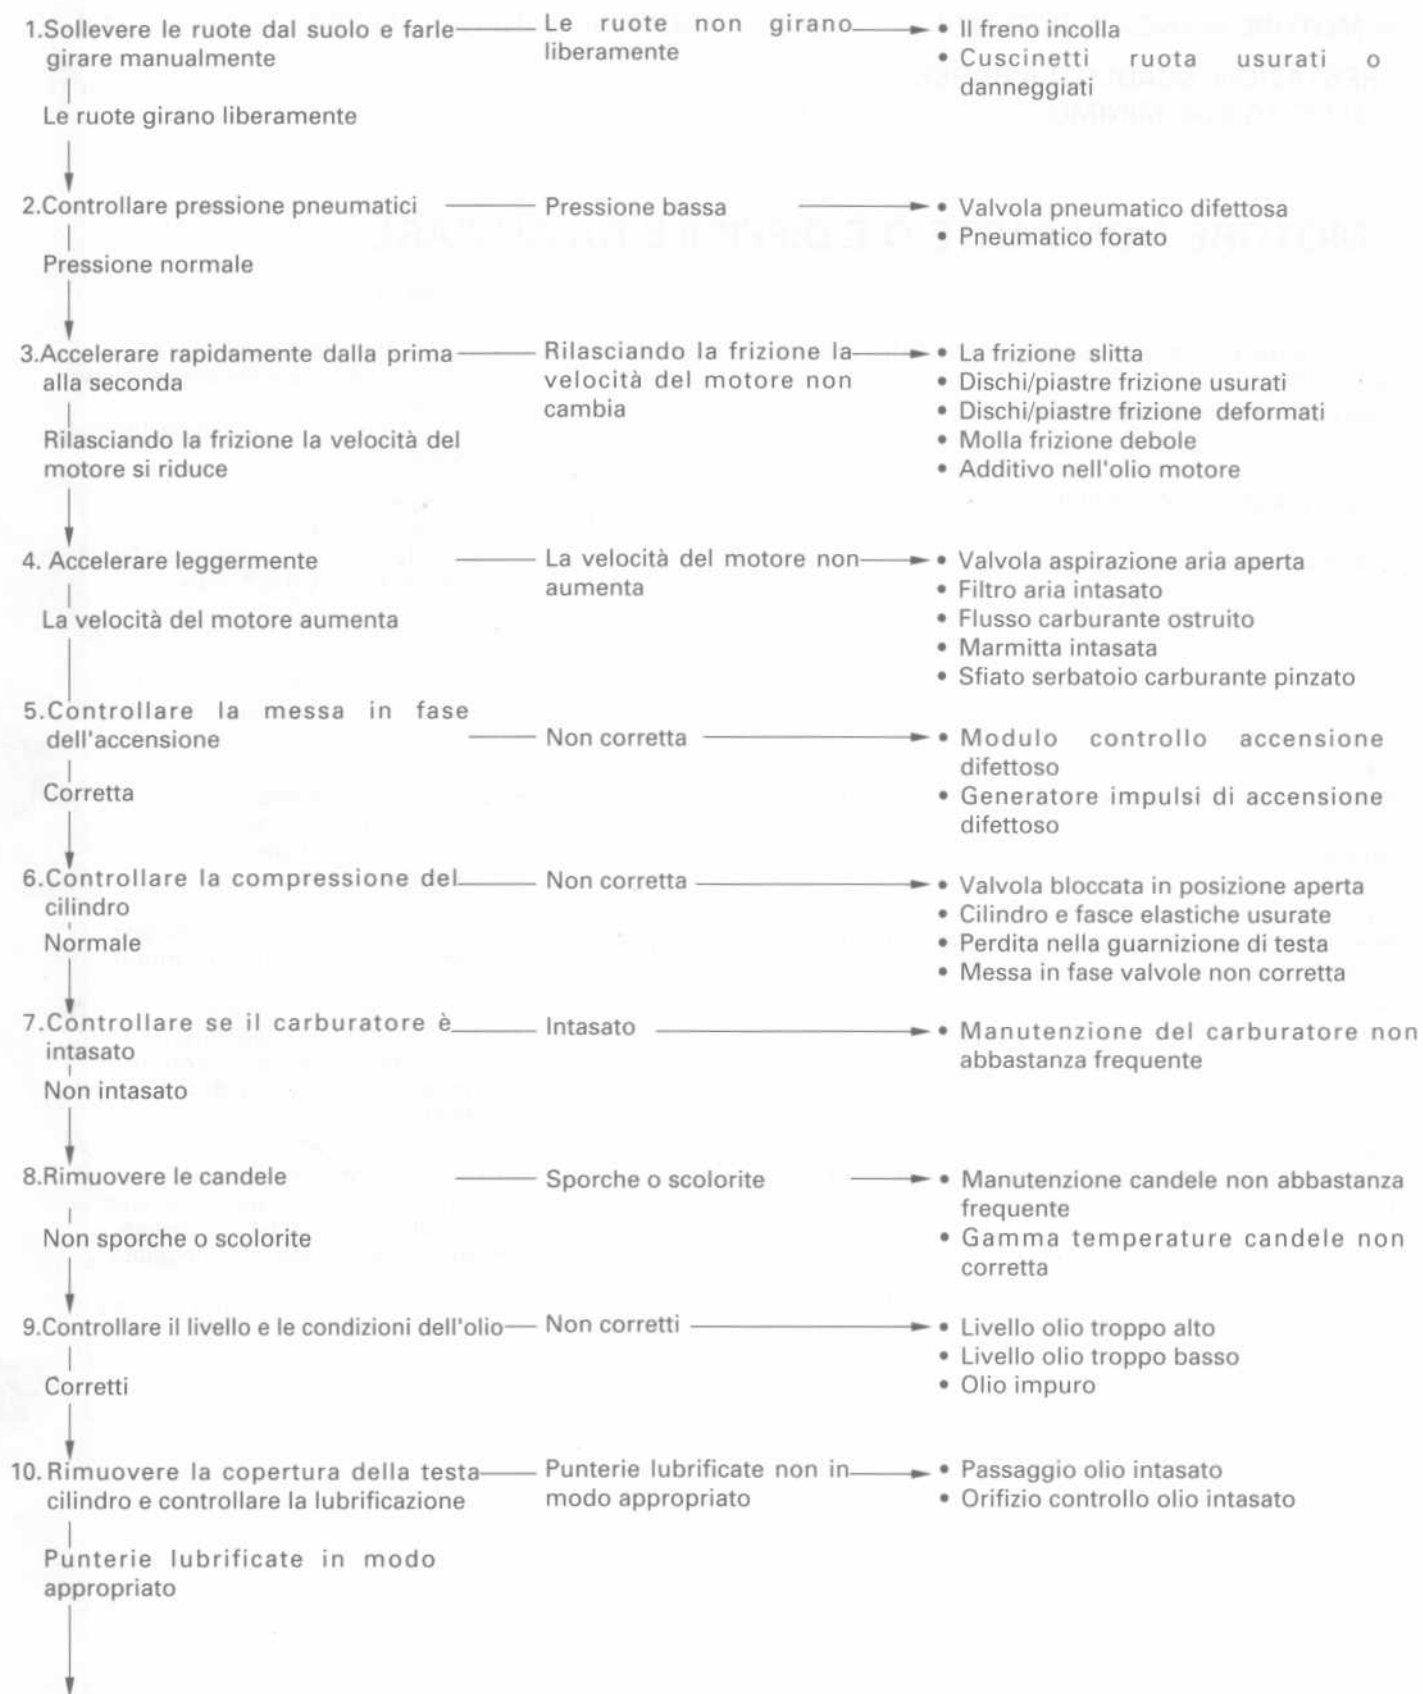 1.Sollevere le ruote dal suolo e farle
girare manualmente
Le ruote non girano
liberamente
• Il freno incolla
• Cuscinetti ruota usurati o
danneggiati
Le ruote girano liberamente
2.Controllare pressione pneumatici
Pressione bassa
• Valvola pneumatico difettosa
• Pneumatico forato
Pressione normale
3.Accelerare rapidamente dalla prima
alla seconda
Rilasciando la frizione la
velocità del motore non
cambia
• La frizione slitta
• Dischi/piastre frizione usurati
• Dischi/piastre frizione deformati
• Molla frizione debole
• Additivo nell'olio motore
Rilasciando la frizione la velocità del
motore si riduce
4. Accelerare leggermente
La velocità del motore non
aumenta
• Valvola aspirazione aria aperta
• Filtro aria intasato
• Flusso carburante ostruito
• Marmitta intasata
• Sfiato serbatoio carburante pinzato
La velocità del motore aumenta
5.Controllare la messa in fase
dell'accensione
Non corretta
• Modulo controllo accensione
difettoso
• Generatore impulsi di accensione
difettoso
Corretta
6.Controllare la compressione del
cilindro
Non corretta
• Valvola bloccata in posizione aperta
• Cilindro e fasce elastiche usurate
• Perdita nella guarnizione di testa
• Messa in fase valvole non corretta
Normale
7.Controllare se il carburatore è
intasato
Intasato
• Manutenzione del carburatore non
abbastanza frequente
Non intasato
8.Rimuovere le candele
Sporche o scolorite
• Manutenzione candele non abbastanza
frequente
• Gamma temperature candele non
corretta
Non sporche o scolorite
9.Controllare il livello e le condizioni dell'olio
Non corretti
• Livello olio troppo alto
• Livello olio troppo basso
• Olio impuro
Corretti
10. Rimuovere la copertura della testa
cilindro e controllare la lubrificazione
Punterie lubrificate non in
modo appropriato
• Passaggio olio intasato
• Orifizio controllo olio intasato
Punterie lubrificate in modo
appropriato